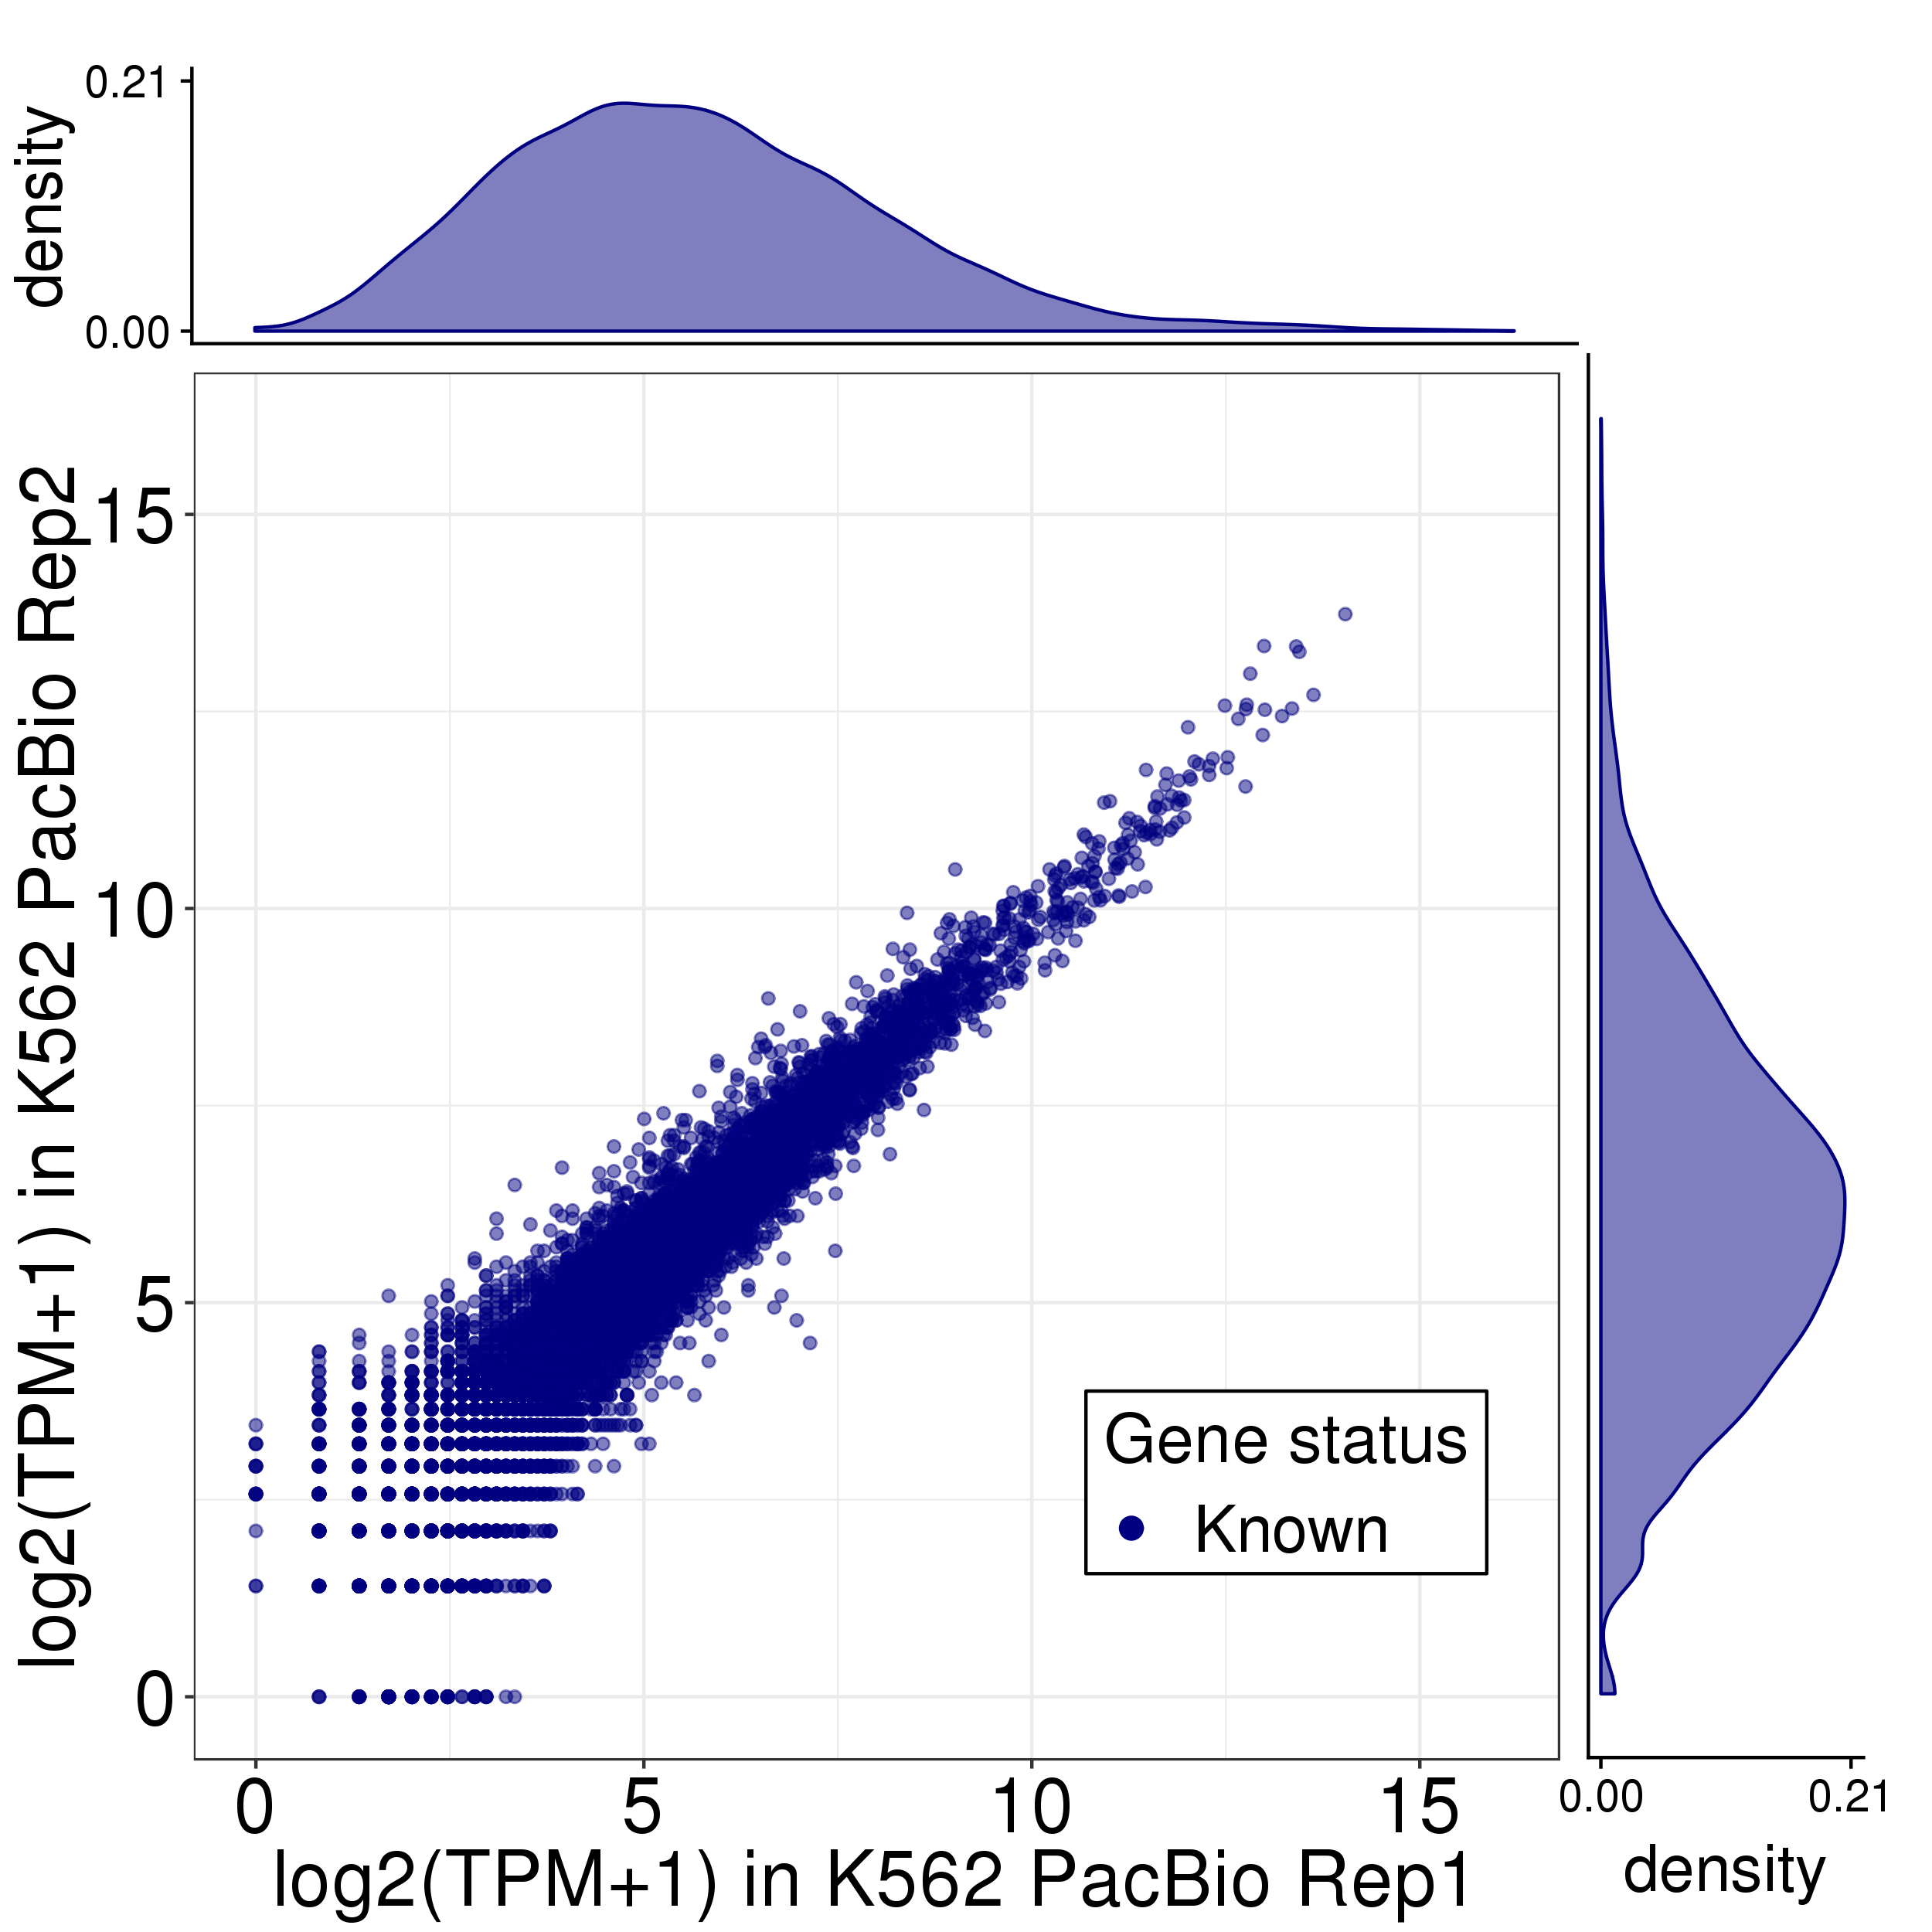 density
0.21
0.00
log2(TPM+1) in K562 PacBio Rep2
15
10
5
0
Gene status
Known
0
5
10
15
log2(TPM+1) in K562 PacBio Rep1
0.00
0.21
density